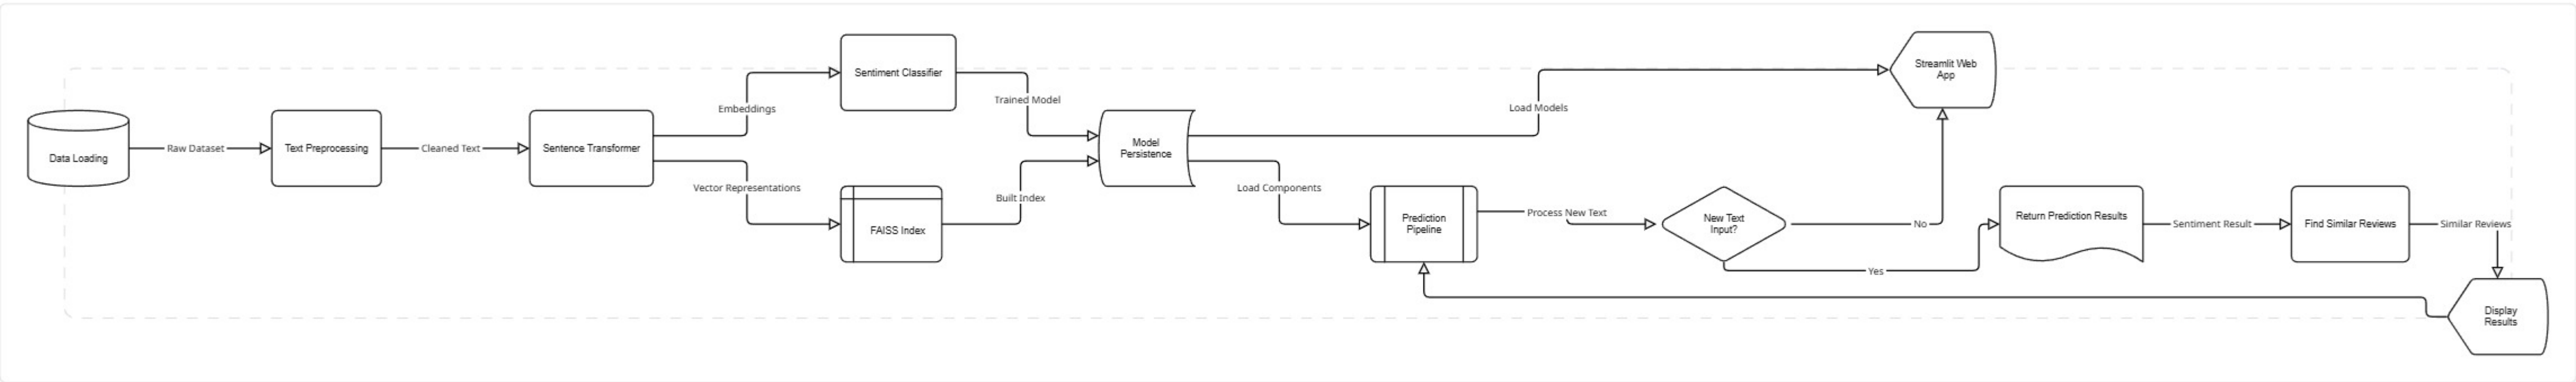 Data Loading
Raw Dataset
Text Preprocessing
Cleaned Text
Sentence Transformer
Embeddings
Vector Representations
Sentiment Classifier
FAISS Index
Trained Model
Built Index
Model
Persistence
Load Models
Load Components
Streamlit Web
App
Prediction
Pipeline
Process New Text
New Text
Input?
No
Yes
Return Prediction Results
Sentiment Result
Find Similar Reviews
Similar Reviews
Display
Results